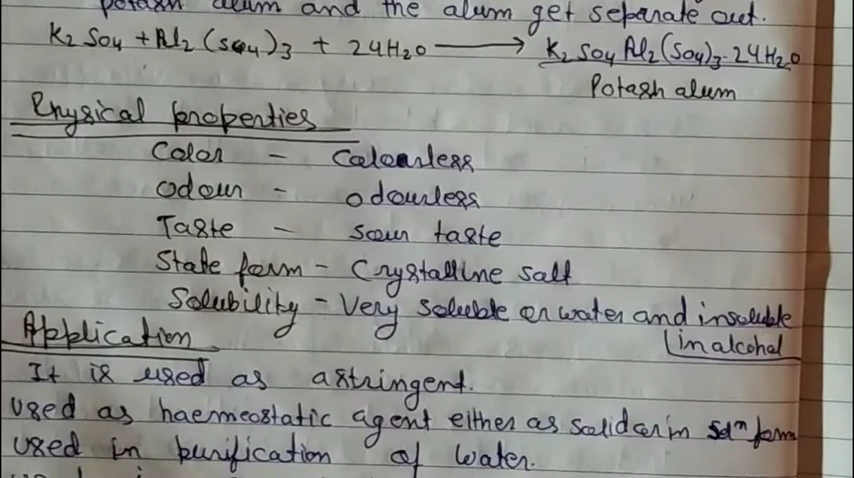 potash alum and the alum get separate out.
K2 SO4 + Al2 (SO4)3 + 24H2O ⟶ K2 SO4 Al2(SO4)3. 24H2O
Potash alum
Physical properties
Color - Colourless
Odour - odourless
Taste - sour taste
State form - Crystalline salt
Solubility - Very soluble in water and insoluble
in alcohol
Application
It is used as astringent.
Used as haemeostatic agent either as solid or in soln form
used in purification of water.